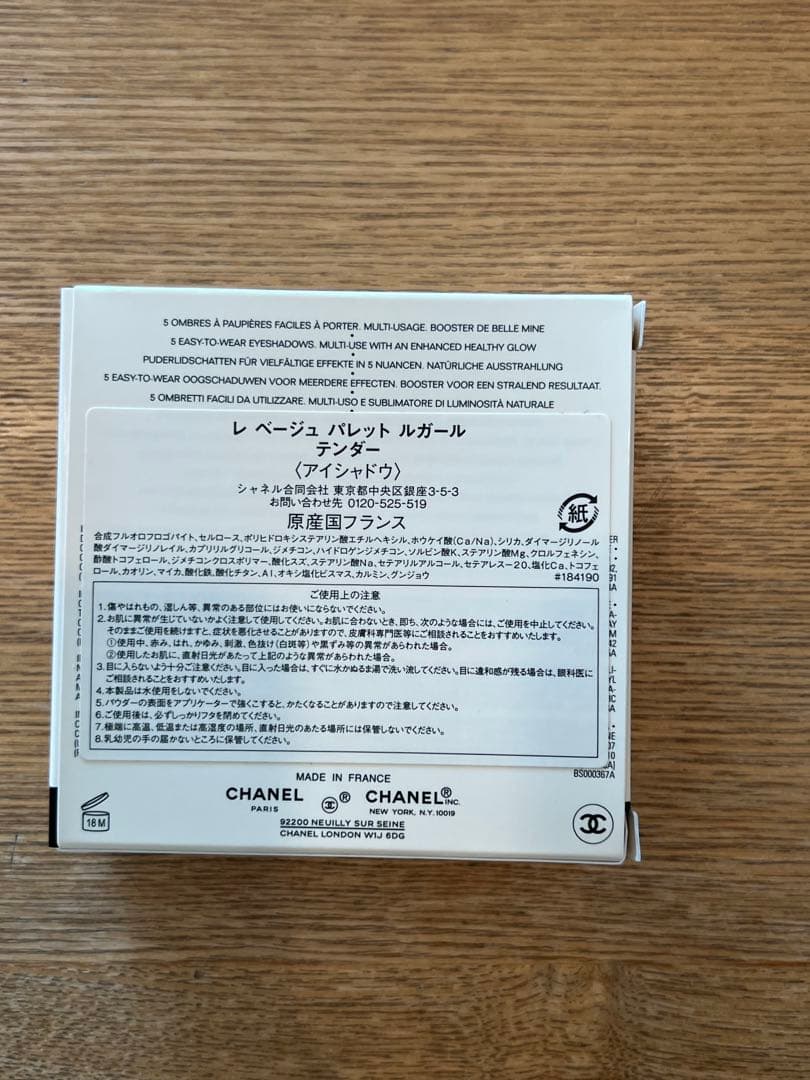 5 OMBRES À PAUPIÈRES FACILES À PORTER. MULTI-USAGE. BOOSTER DE BELLE MINE
5 EASY-TO-WEAR EYESHADOWS. MULTI-USE WITH AN ENHANCED HEALTHY GLOW
PUDERLIDSCHATTEN FÜR VIELFÄLTIGE EFFEKTE IN 5 NUANCEN. NATÜRLICHE AUSSTRAHLUNG
5 EASY-TO-WEAR OOGSCHADUWEN VOOR MEERDERE EFFECTEN. BOOSTER VOOR EEN STRALEND RESULTAAT.
5 OMBRETTI FACILI DA UTILIZZARE. MULTI-USO E SUBLIMATORE DI LUMINOSITÀ NATURALE
レ ベージュ パレット ルガール
テンダー
〈アイシャドウ〉
シャネル合同会社 東京都中央区銀座3-5-3
お問い合わせ先 0120-525-519
原産国フランス
紙
合成フルオロフロゴパイト、セルロース、ポリヒドロキシステアリン酸エチルヘキシル、ホウケイ酸(Ca/Na)、シリカ、ダイマージリノール
酸ダイマージリノレイル、カプリリルグリコール、ジメチコン、ハイドロゲンジメチコン、ソルビン酸K、ステアリン酸Mg、クロルフェネシン、
酢酸トコフェロール、ジメチコンクロスポリマー、酸化スズ、ステアリン酸Na、セテアリルアルコール、セテアレス－20、塩化Ca、トコフェ
ロール、カオリン、マイカ、酸化鉄、酸化チタン、Al、オキシ塩化ビスマス、カルミン、グンジョウ
#184190
ご使用上の注意
1. 傷やはれもの、湿しん等、異常のある部位にはお使いにならないでください。
2. お肌に異常が生じていないかよく注意して使用してください。お肌に合わないとき、即ち、次のような場合には、ご使用を中止してください。
そのままご使用を続けますと、症状を悪化させることがありますので、皮膚科専門医等にご相談されることをおすすめいたします。
①使用中、赤み、はれ、かゆみ、刺激、色抜け(白斑等)や黒ずみ等の異常があらわれた場合。
②使用したお肌に、直射日光があたって上記のような異常があらわれた場合。
3. 目に入らないよう十分ご注意ください。目に入った場合は、すぐに水かぬるま湯で洗い流してください。目に違和感が残る場合は、眼科医に
ご相談されることをおすすめいたします。
4. 本製品は水使用をしないでください。
5. パウダーの表面をアプリケーターで強くこすると、かたくなることがありますので注意してください。
6. ご使用後は、必ずしっかりフタを閉めてください。
7. 極端に高温、低温または高湿度の場所、直射日光のあたる場所には保管しないでください。
8. 乳幼児の手の届かないところに保管してください。
BS000367A
MADE IN FRANCE
CHANEL ® CHANEL® INC.
PARIS NEW YORK, N.Y. 10019
92200 NEUILLY SUR SEINE
CHANEL LONDON W1J 6DG
18 M